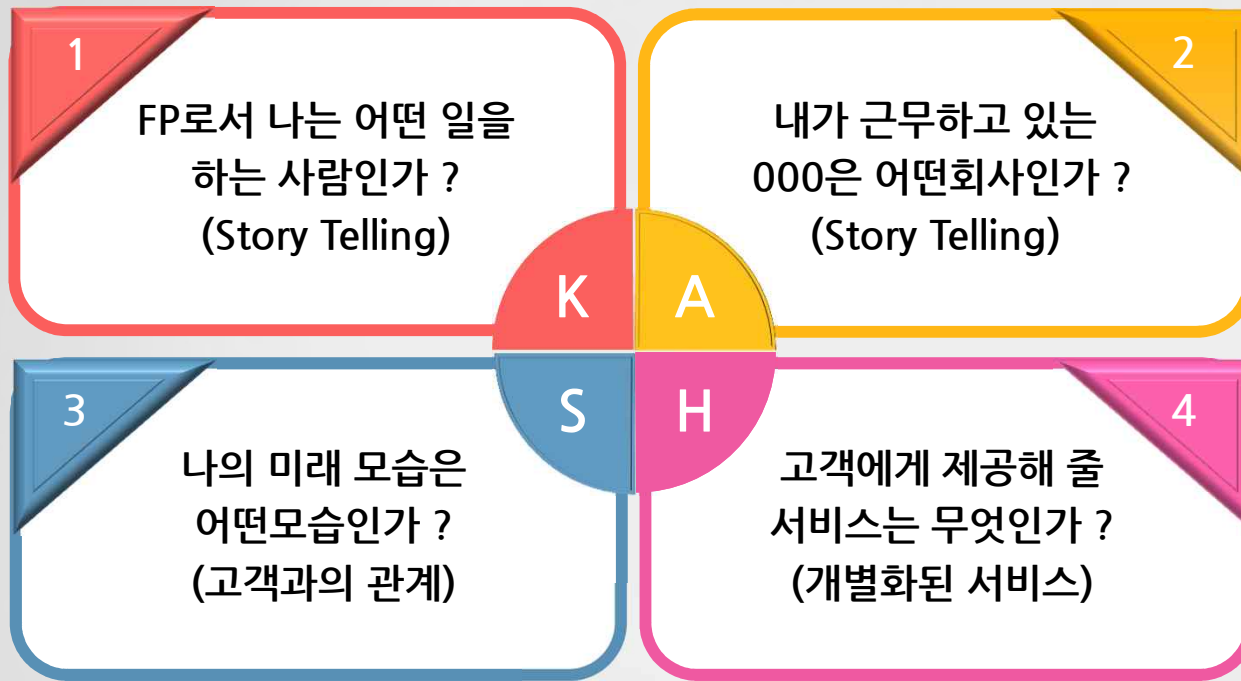 1
FP로서 나는 어떤 일을
하는 사람인가 ?
(Story Telling)
2
내가 근무하고 있는
000은 어떤회사인가 ?
(Story Telling)
K
A
S
H
3
나의 미래 모습은
어떤모습인가 ?
(고객과의 관계)
4
고객에게 제공해 줄
서비스는 무엇인가 ?
(개별화된 서비스)